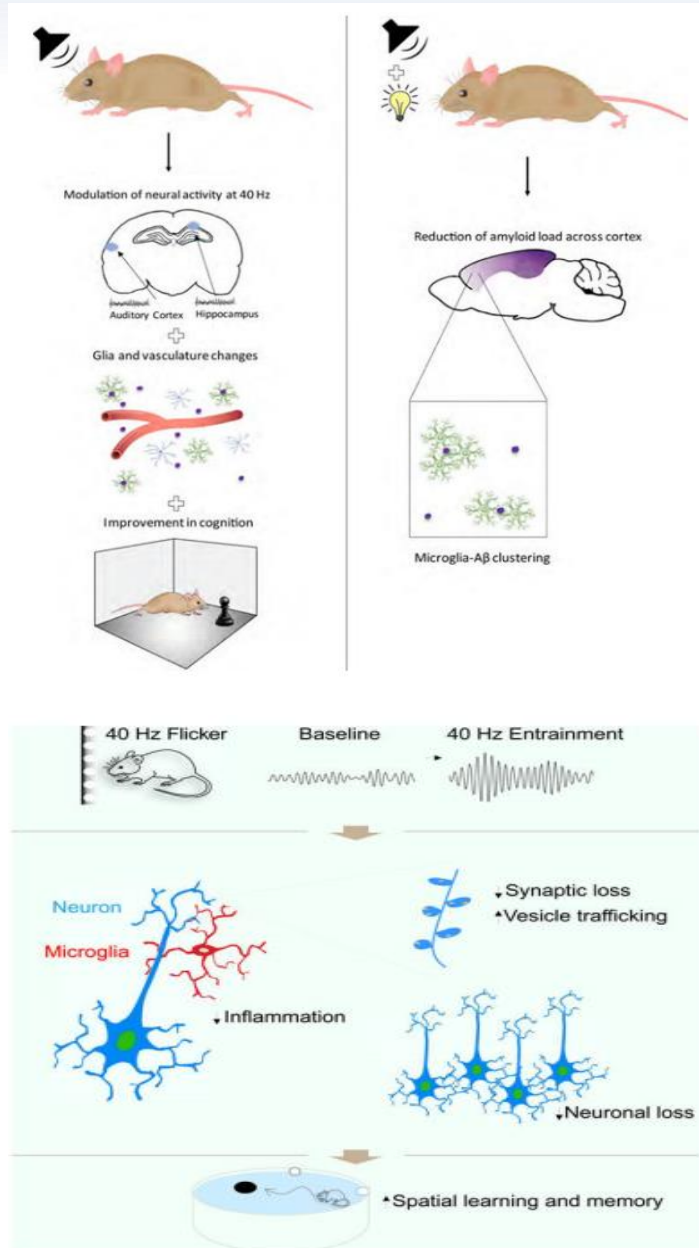 Modulation of neural activity at 40 Hz
Auditory Cortex
Hippocampus
Glia and vasculature changes
Improvement in cognition
Reduction of amyloid load across cortex
Microglia-Aβ clustering
40 Hz Flicker
Baseline
40 Hz Entrainment
Neuron
Microglia
Inflammation
Synaptic loss
Vesicle trafficking
Neuronal loss
Spatial learning and memory